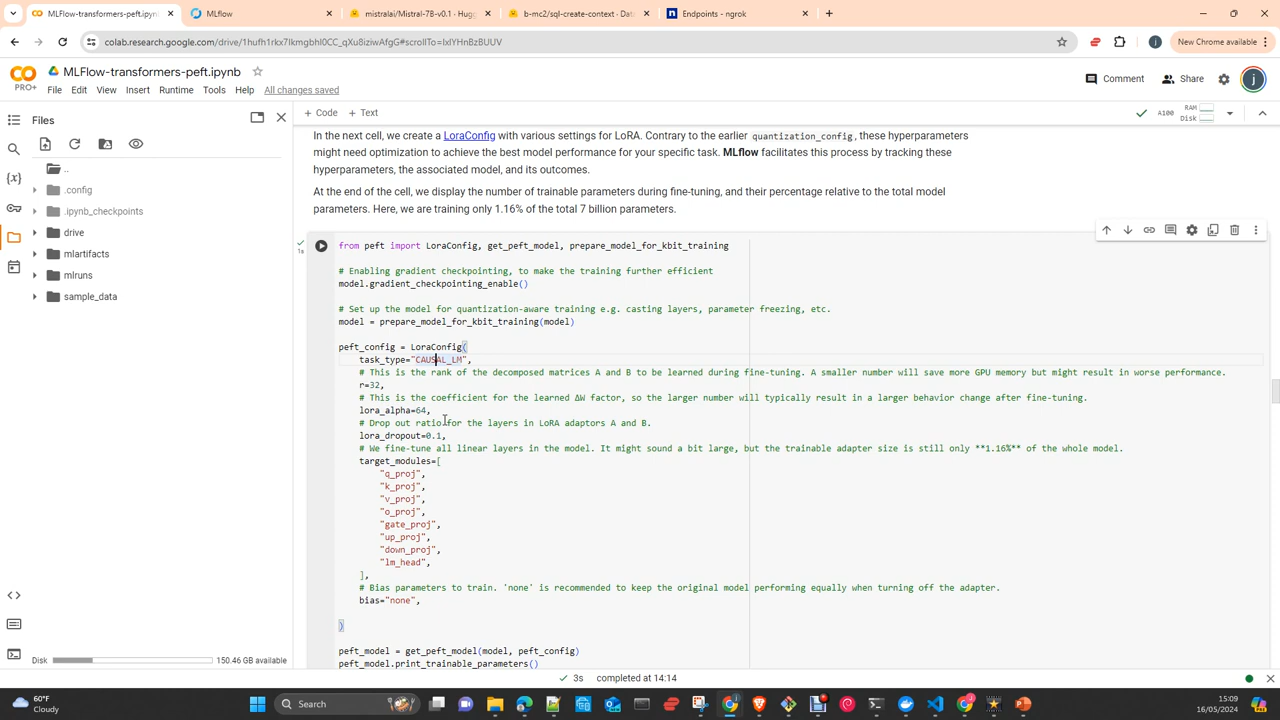 MLFlow-transformers-peft.ipynb
MLflow
mistralai/Mistral-7B-v0.1 - Hugg
b-mc2/sql-create-context - Data
Endpoints - ngrok
colab.research.google.com/drive/1hufh1rkx7lkmgbhl0CC_qXu8iziwAfgG#scrollTo=IxlYHnBzBUUV
New Chrome available
PRO+
MLFlow-transformers-peft.ipynb
File Edit View Insert Runtime Tools Help All changes saved
Comment
Share
Files
+ Code + Text
A100
RAM
Disk
..
.config
.ipynb_checkpoints
drive
mlartifacts
mlruns
sample_data
In the next cell, we create a LoraConfig with various settings for LoRA. Contrary to the earlier quantization_config, these hyperparameters
might need optimization to achieve the best model performance for your specific task. MLflow facilitates this process by tracking these
hyperparameters, the associated model, and its outcomes.
At the end of the cell, we display the number of trainable parameters during fine-tuning, and their percentage relative to the total model
parameters. Here, we are training only 1.16% of the total 7 billion parameters.
1s
from peft import LoraConfig, get_peft_model, prepare_model_for_kbit_training
# Enabling gradient checkpointing, to make the training further efficient
model.gradient_checkpointing_enable()
# Set up the model for quantization-aware training e.g. casting layers, parameter freezing, etc.
model = prepare_model_for_kbit_training(model)
peft_config = LoraConfig(
task_type="CAUSAL_LM",
# This is the rank of the decomposed matrices A and B to be learned during fine-tuning. A smaller number will save more GPU memory but might result in worse performance.
r=32,
# This is the coefficient for the learned ΔW factor, so the larger number will typically result in a larger behavior change after fine-tuning.
lora_alpha=64,
# Drop out ratio for the layers in LoRA adaptors A and B.
lora_dropout=0.1,
# We fine-tune all linear layers in the model. It might sound a bit large, but the trainable adapter size is still only **1.16%** of the whole model.
target_modules=[
"q_proj",
"k_proj",
"v_proj",
"o_proj",
"gate_proj",
"up_proj",
"down_proj",
"lm_head",
],
# Bias parameters to train. 'none' is recommended to keep the original model performing equally when turning off the adapter.
bias="none",
)
peft_model = get_peft_model(model, peft_config)
peft_model.print_trainable_parameters()
Disk
150.46 GB available
3s completed at 14:14
60°F
Cloudy
Search
15:09
16/05/2024